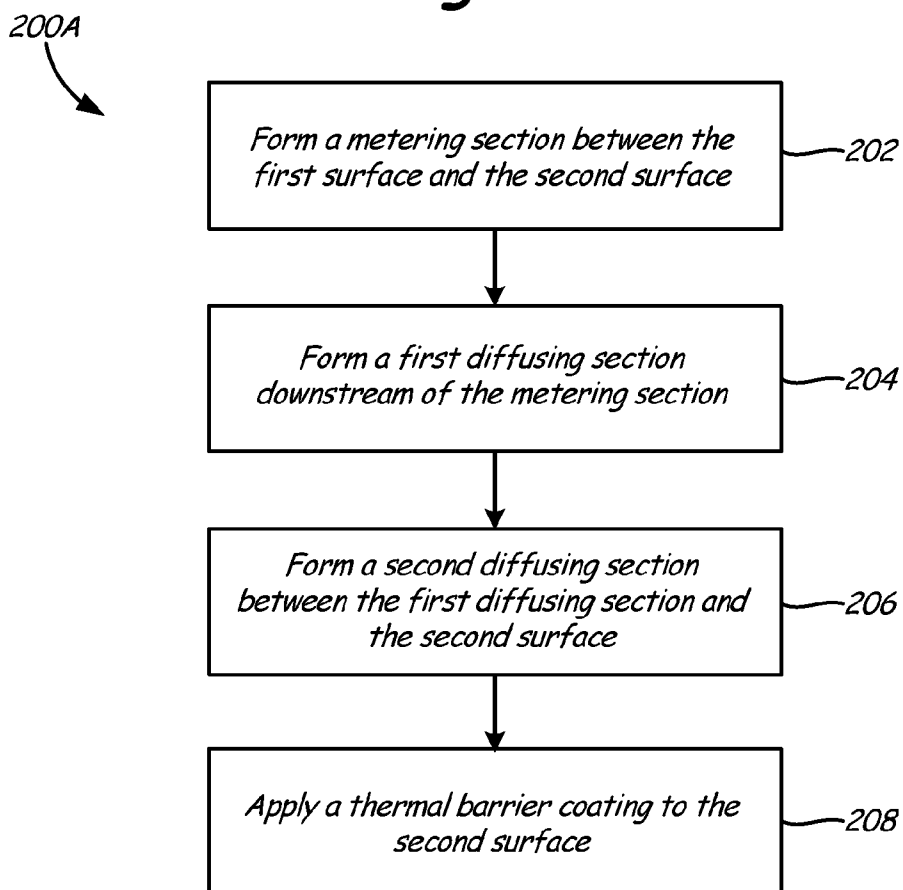 200A
Form a metering section between the
first surface and the second surface
202
Form a first diffusing section
downstream of the metering section
204
Form a second diffusing section
between the first diffusing section and
the second surface
206
Apply a thermal barrier coating to the
second surface
208